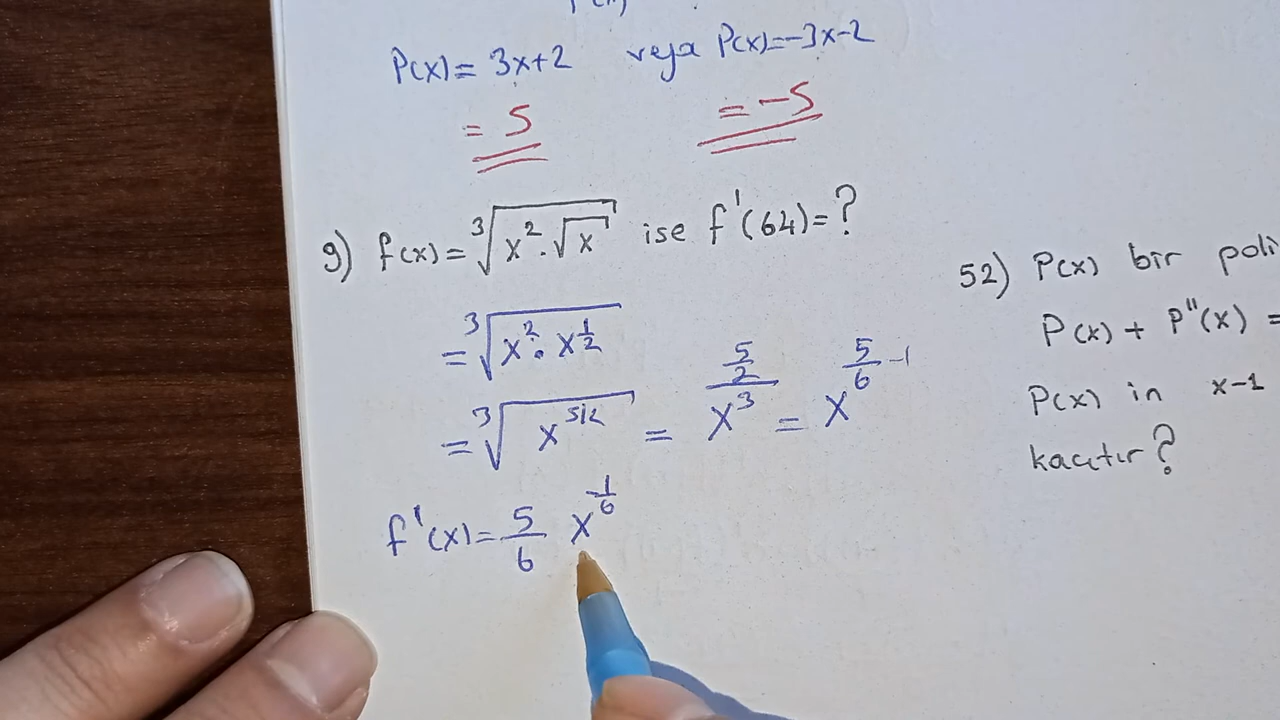 P(x) = 3x+2 veya P(x)=-3x-2
= 5 = -5
9) f(x) = ∛(x²·√x) ise f'(64)=?
= ∛(x²·x^(1/2))
= ∛(x^(5/2)) = x^((5/2)/3) = x^(5/6 -1)
f'(x) = 5/6 x^(-1/6)
52) P(x) bir poli
P(x) + P''(x) =
P(x) in x-1
kaçtır?